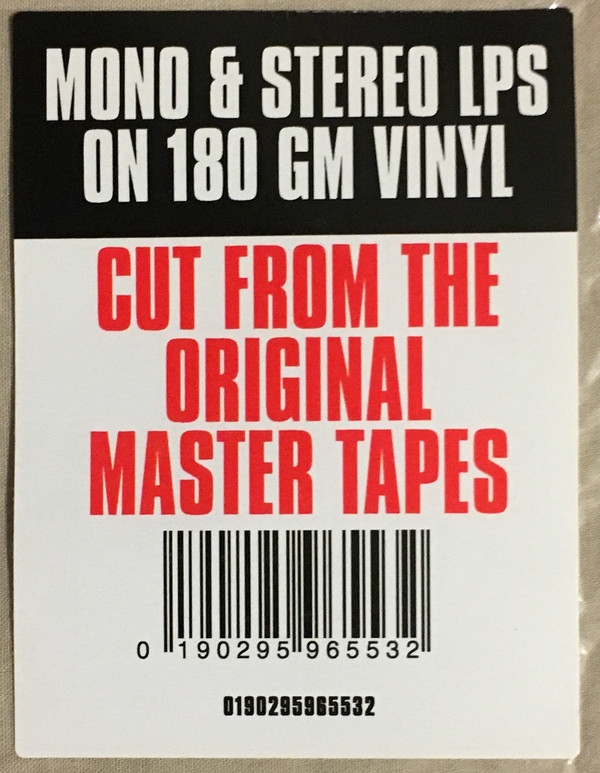 MONO & STEREO LPS
ON 180 GM VINYL
CUT FROM THE
ORIGINAL
MASTER TAPES
0 190295 965532
0190295965532